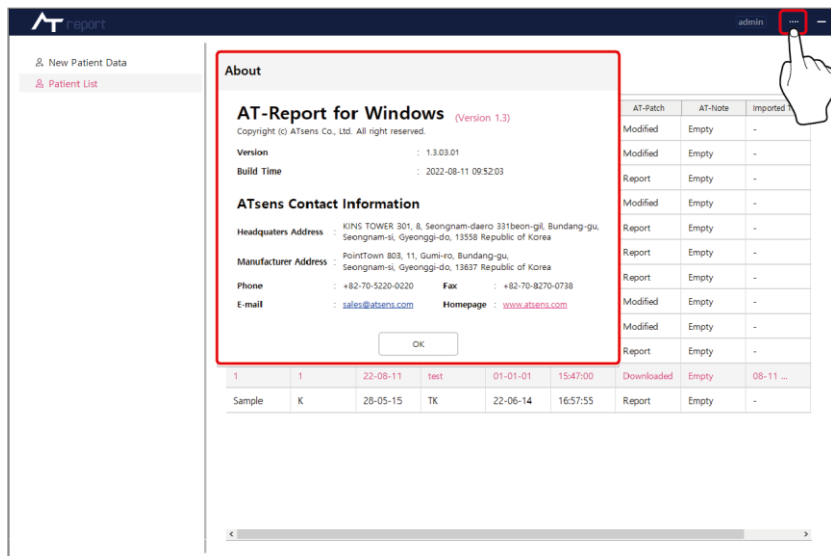 AT report
admin
New Patient Data
Patient List
About
AT-Report for Windows (Version 1.3)
Copyright (c) ATsens Co., Ltd. All right reserved.
Version : 1.3.03.01
Build Time : 2022-08-11 09:52:03
ATsens Contact Information
Headquaters Address : KINS TOWER 301, 8, Seongnam-daero 331beon-gil, Bundang-gu,
Seongnam-si, Gyeonggi-do, 13558 Republic of Korea
Manufacturer Address : PointTown 803, 11, Gumi-ro, Bundang-gu,
Seongnam-si, Gyeonggi-do, 13637 Republic of Korea
Phone : +82-70-5220-0220 Fax : +82-70-8270-0738
E-mail : sales@atsens.com Homepage : www.atsens.com
OK
AT-Patch AT-Note Imported
Modified Empty -
Modified Empty -
Report Empty -
Modified Empty -
Report Empty -
Report Empty -
Report Empty -
Modified Empty -
Modified Empty -
Report Empty -
1 1 22-08-11 test 01-01-01 15:47:00 Downloaded Empty 08-11 ...
Sample K 28-05-15 TK 22-06-14 16:57:55 Report Empty -